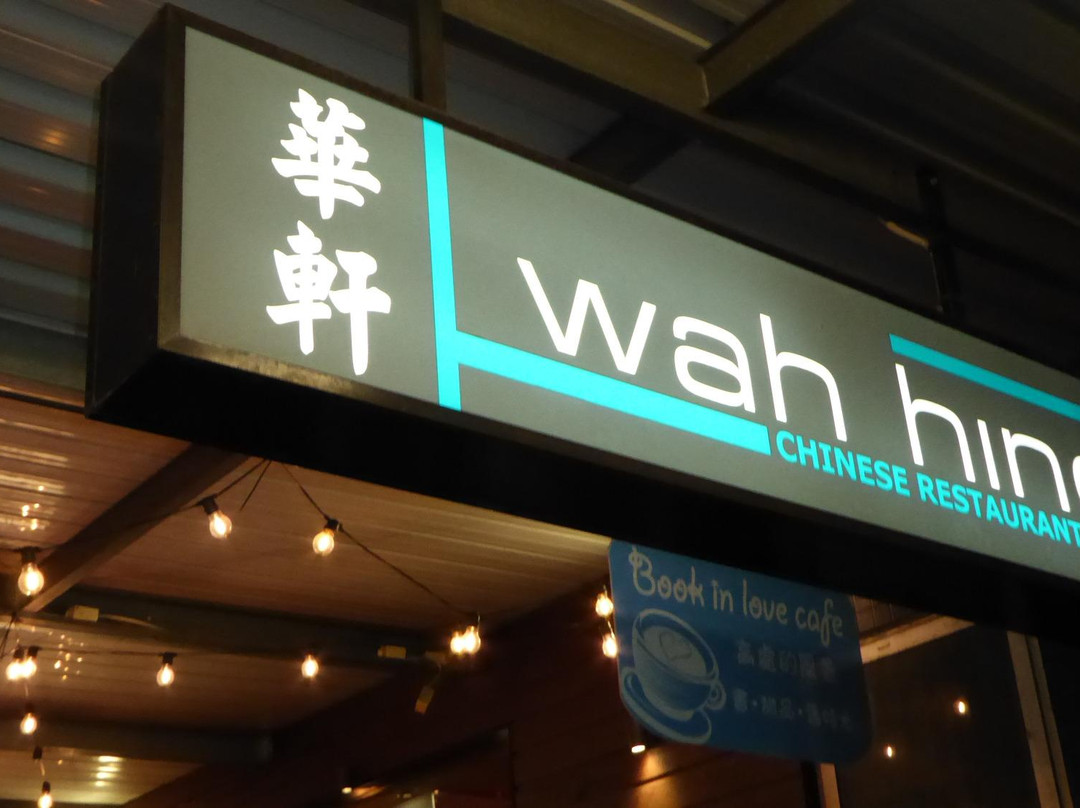 華
軒
wah hin
CHINESE RESTAURANT
Book in love cafe